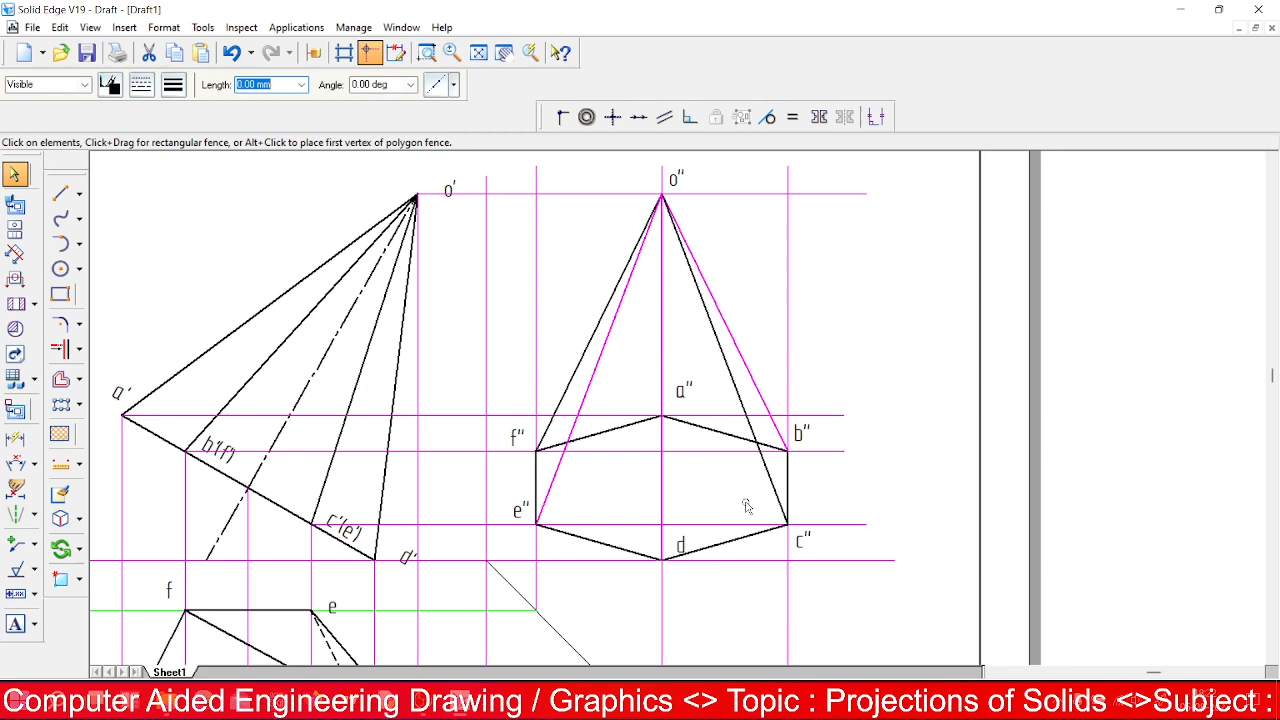 Solid Edge V19 - Draft - [Draft1]
File Edit View Insert Format Tools Inspect Applications Manage Window Help
Visible Length: 0.00 mm Angle: 0.00 deg
Click on elements, Click+Drag for rectangular fence, or Alt+Click to place first vertex of polygon fence.
o' o"
a' a"
b'(f') f" b"
c'(e') e" c"
d' d
f e
A
Sheet1
Computer Aided Engineering Drawing / Graphics <> Topic : Projections of Solids <>Subject :